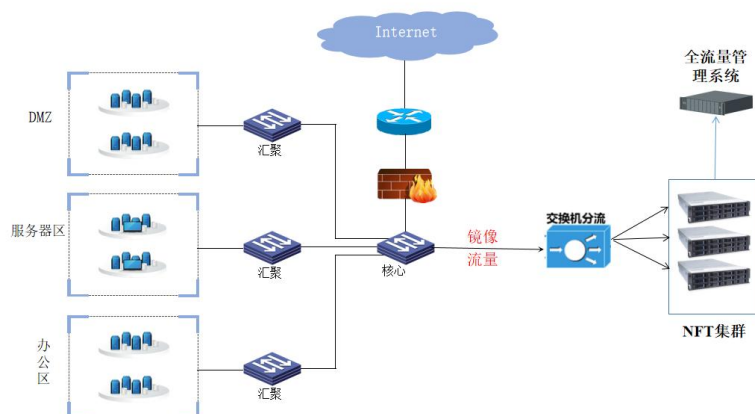 Internet
全流量管
理系统
DMZ
汇聚
服务器区
汇聚
核心
镜像
流量
交换机分流
办
公
区
汇聚
NFT集群